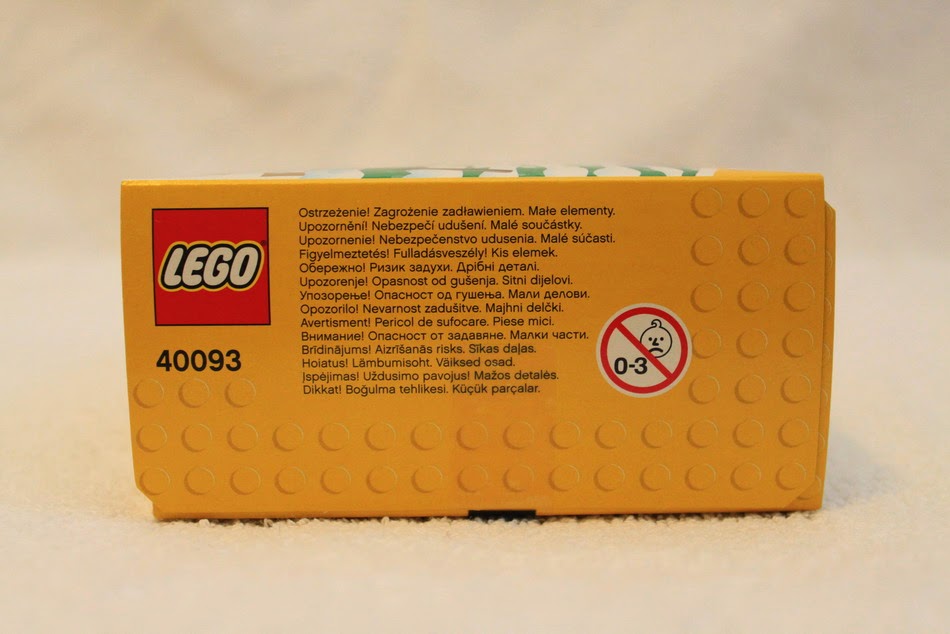 LEGO®
40093
Ostrzeżenie! Zagrożenie zadławieniem. Małe elementy.
Upozornění! Nebezpečí udušení. Malé součástky.
Upozornenie! Nebezpečenstvo udusenia. Malé súčasti.
Figyelmeztetés! Fulladásveszély! Kis elemek.
Обережно! Ризик задухи. Дрібні деталі.
Upozorenje! Opasnost od gušenja. Sitni dijelovi.
Упозорење! Опасност од гушења. Мали делови.
Opozorilo! Nevarnost zadušitve. Majhni delčki.
Avertisment! Pericol de sufocare. Piese mici.
Внимание! Опасност от задавяне. Малки части.
Brīdinājums! Aizrīšanās risks. Sīkas daļas.
Hoiatus! Lämbumisoht. Väiksed osad.
Įspėjimas! Uždusimo pavojus! Mažos detalės.
Dikkat! Boğulma tehlikesi. Küçük parçalar.
0-3